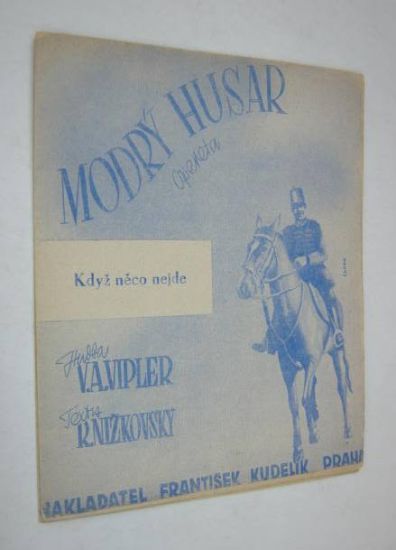 MODRÝ HUSAR
opereta
Když něco nejde
Hudba
V.A.VIPLER
Texty
R.NIŽKOVSKÝ
NAKLADATEL FRANTIŠEK KUDELÍK PRAHA